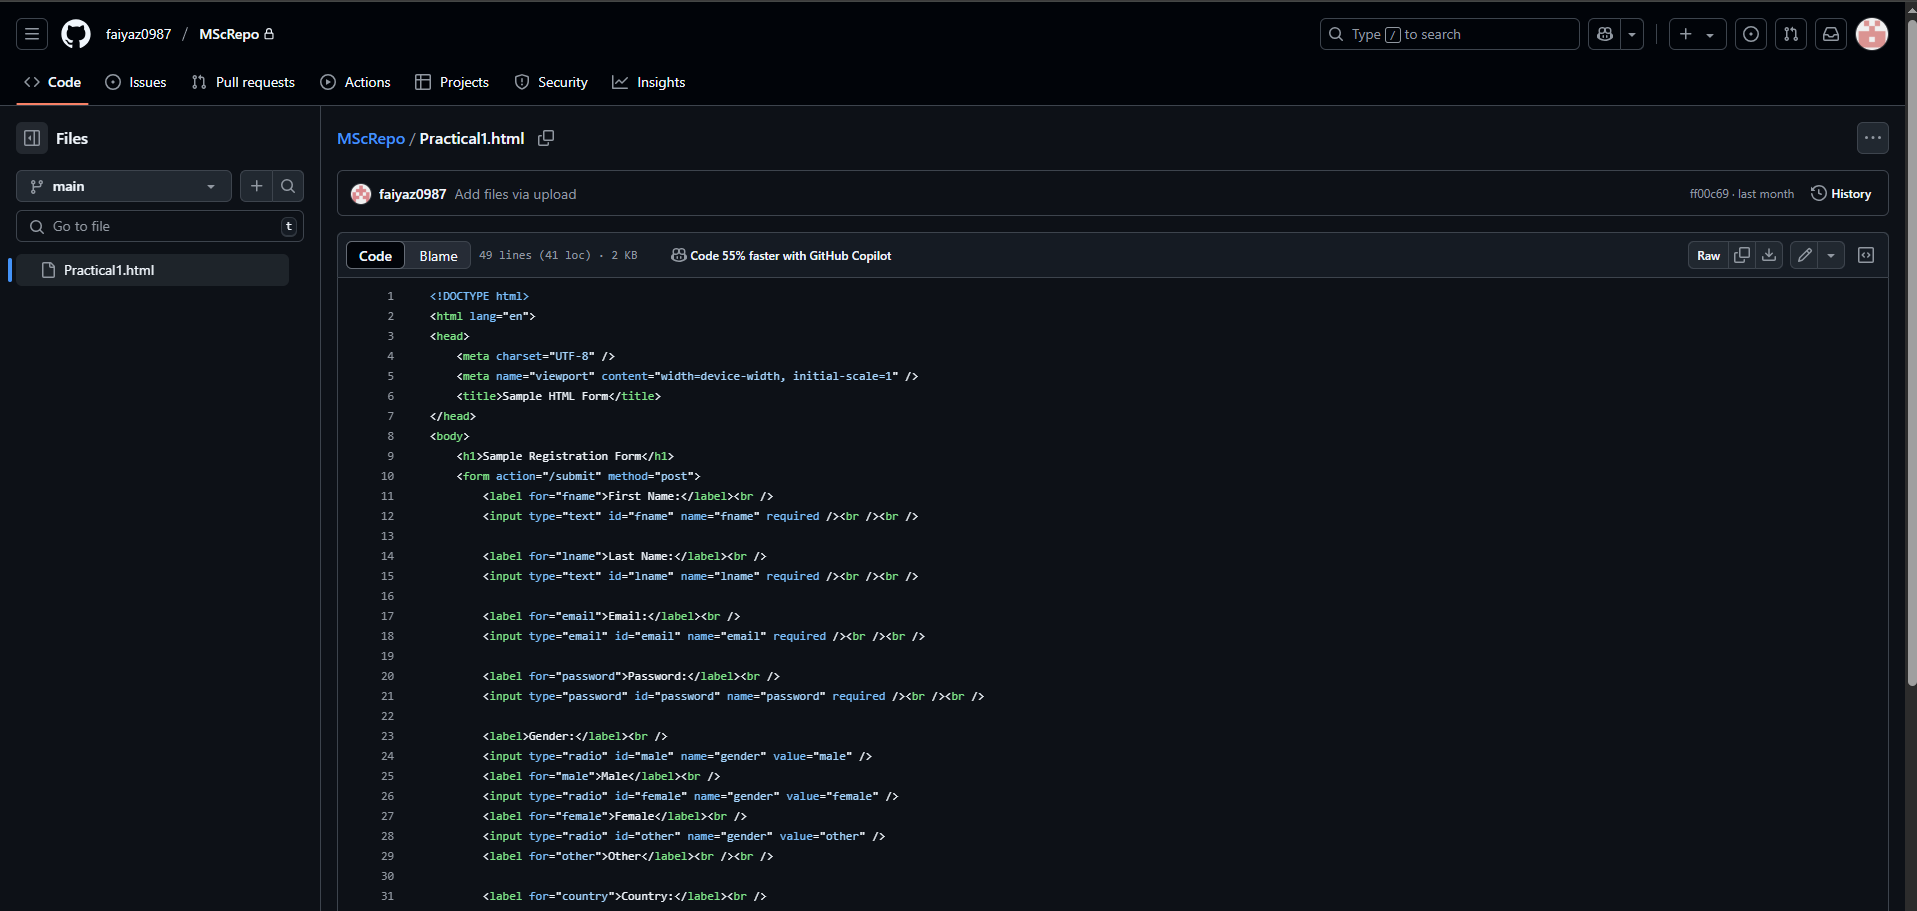 faiyaz0987 / MScRepo
Type / to search
Code Issues Pull requests Actions Projects Security Insights
Files
main
Go to file t
Practical1.html
MScRepo / Practical1.html
faiyaz0987 Add files via upload ff00c69 · last month History
Code Blame 49 lines (41 loc) · 2 KB Code 55% faster with GitHub Copilot Raw
1 <!DOCTYPE html>
2 <html lang="en">
3 <head>
4 <meta charset="UTF-8" />
5 <meta name="viewport" content="width=device-width, initial-scale=1" />
6 <title>Sample HTML Form</title>
7 </head>
8 <body>
9 <h1>Sample Registration Form</h1>
10 <form action="/submit" method="post">
11 <label for="fname">First Name:</label><br />
12 <input type="text" id="fname" name="fname" required /><br /><br />
13
14 <label for="lname">Last Name:</label><br />
15 <input type="text" id="lname" name="lname" required /><br /><br />
16
17 <label for="email">Email:</label><br />
18 <input type="email" id="email" name="email" required /><br /><br />
19
20 <label for="password">Password:</label><br />
21 <input type="password" id="password" name="password" required /><br /><br />
22
23 <label>Gender:</label><br />
24 <input type="radio" id="male" name="gender" value="male" />
25 <label for="male">Male</label><br />
26 <input type="radio" id="female" name="gender" value="female" />
27 <label for="female">Female</label><br />
28 <input type="radio" id="other" name="gender" value="other" />
29 <label for="other">Other</label><br /><br />
30
31 <label for="country">Country:</label><br />